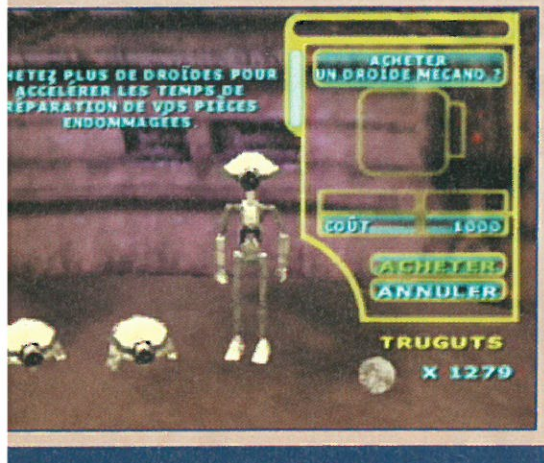 HETEZ PLUS DE DROÏDES POUR
ACCÉLÉRER LES TEMPS DE
RÉPARATION DE VOS PIÈCES
ENDOMMAGÉES.
ACHETER
UN DROÏDE MÉCANO ?
COÛT 1000
ACHETER
ANNULER
TRUGUTS
X 1279